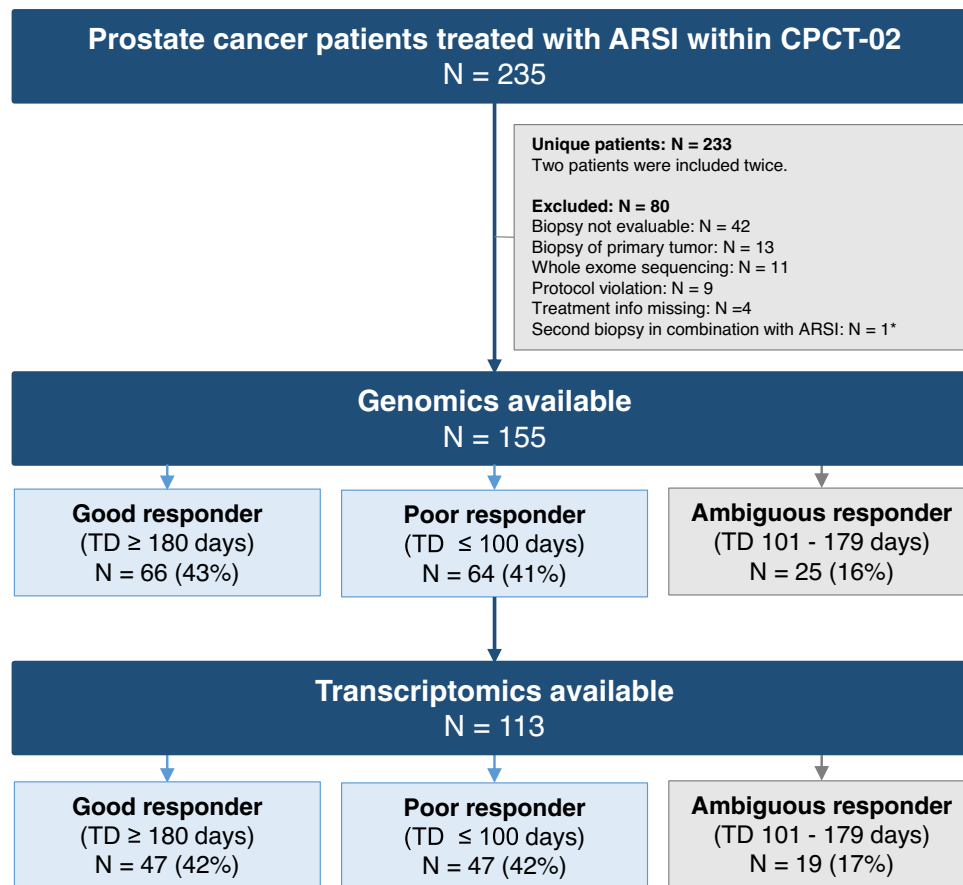 Prostate cancer patients treated with ARSI within CPCT-02
N = 235
Unique patients: N = 233
Two patients were included twice.
Excluded: N = 80
Biopsy not evaluable: N = 42
Biopsy of primary tumor: N = 13
Whole exome sequencing: N = 11
Protocol violation: N = 9
Treatment info missing: N =4
Second biopsy in combination with ARSI: N = 1*
Genomics available
N = 155
Good responder
(TD ≥ 180 days)
N = 66 (43%)
Poor responder
(TD ≤ 100 days)
N = 64 (41%)
Ambiguous responder
(TD 101 - 179 days)
N = 25 (16%)
Transcriptomics available
N = 113
Good responder
(TD ≥ 180 days)
N = 47 (42%)
Poor responder
(TD ≤ 100 days)
N = 47 (42%)
Ambiguous responder
(TD 101 - 179 days)
N = 19 (17%)